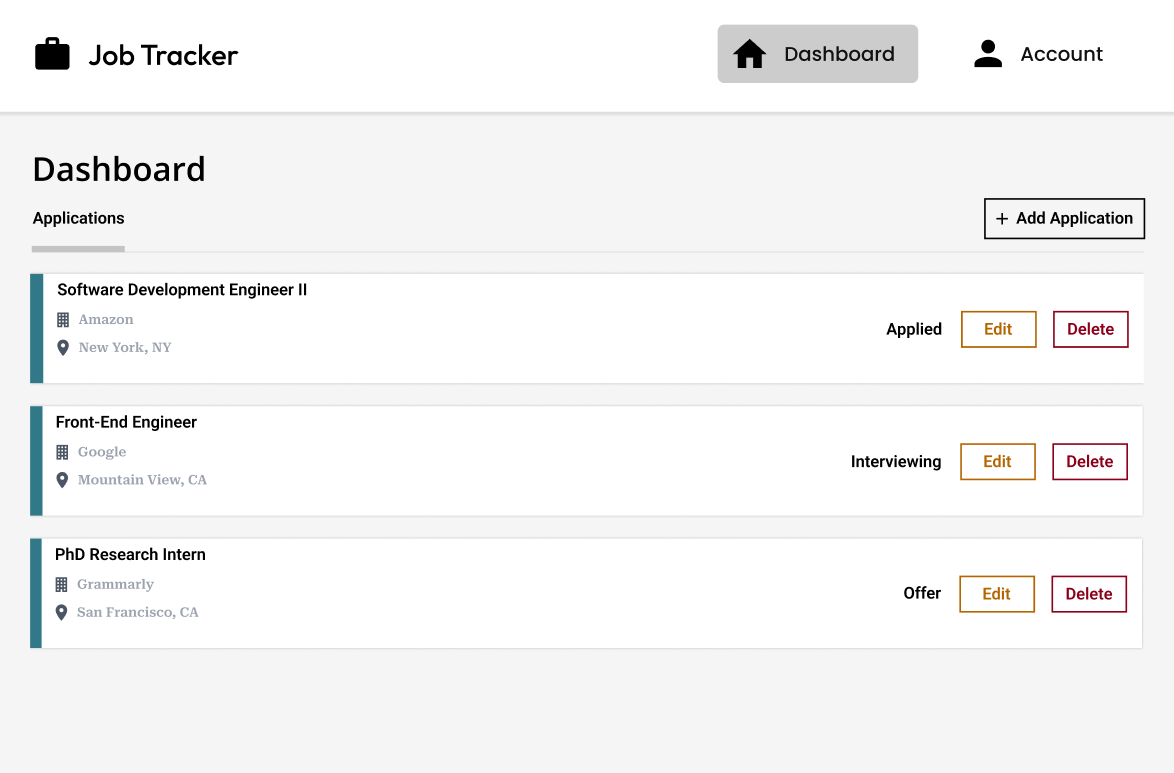 Job Tracker
Dashboard
Account
Dashboard
Applications
+ Add Application
Software Development Engineer II
Amazon
New York, NY
Applied
Edit
Delete
Front-End Engineer
Google
Mountain View, CA
Interviewing
Edit
Delete
PhD Research Intern
Grammarly
San Francisco, CA
Offer
Edit
Delete